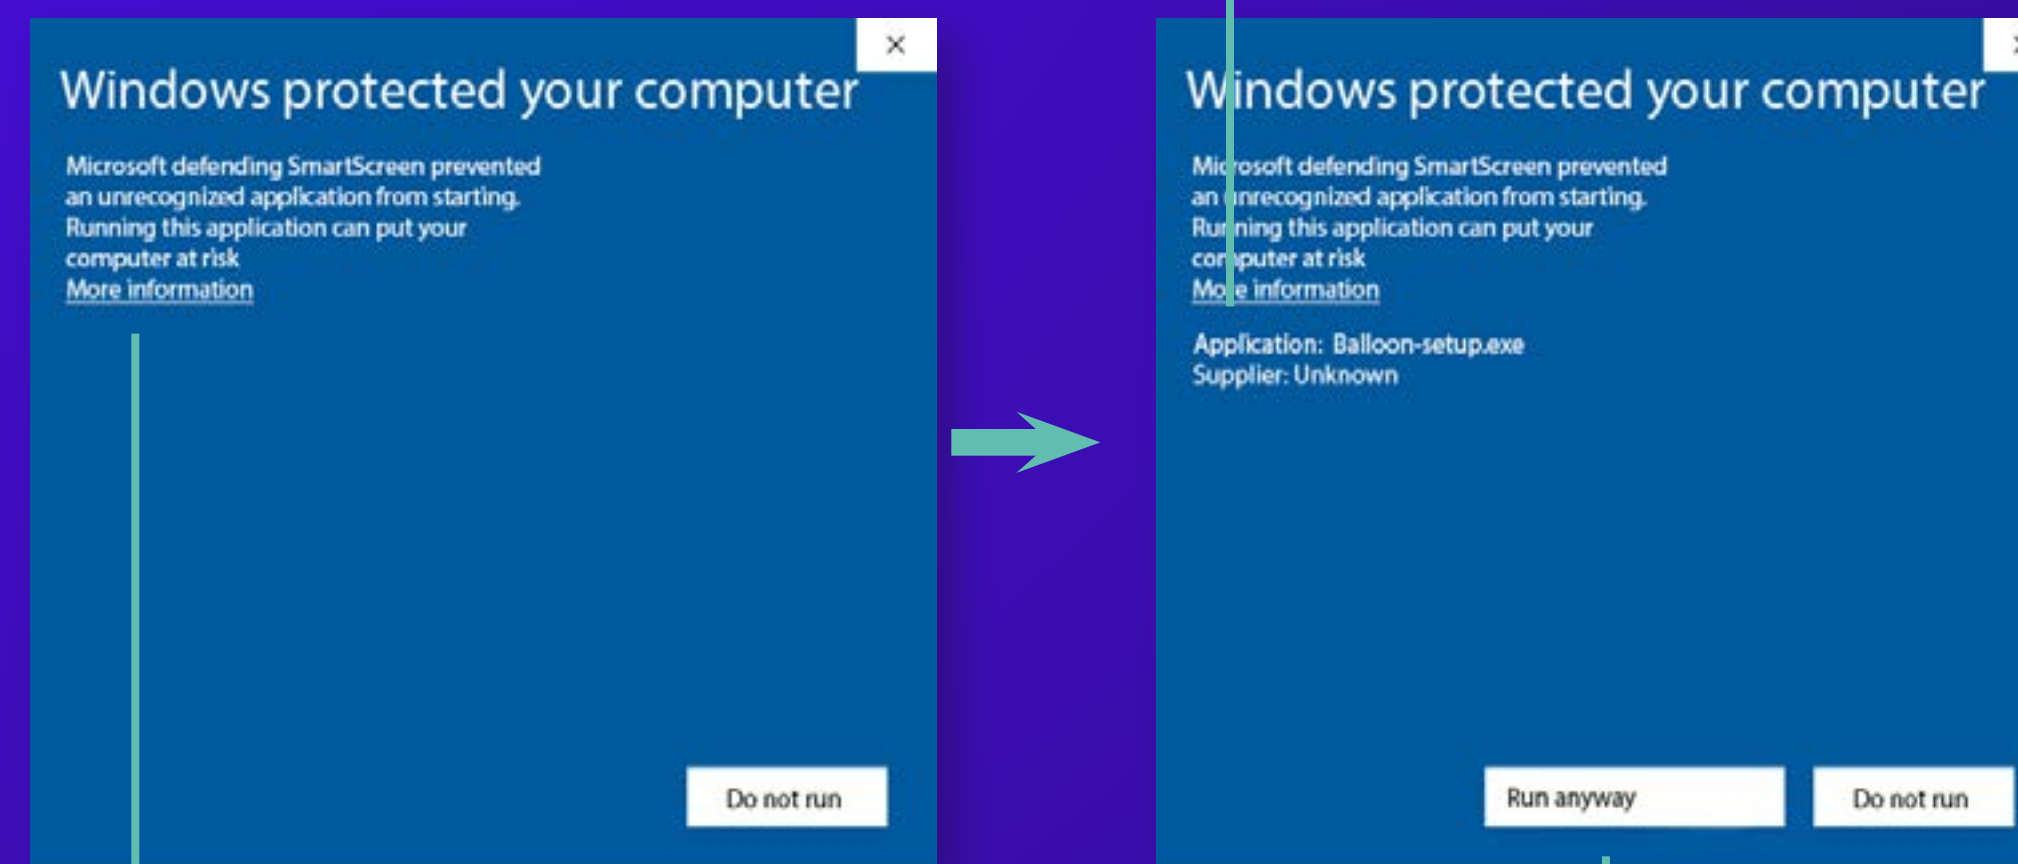 Windows protected your computer
Microsoft defending SmartScreen prevented
an unrecognized application from starting.
Running this application can put your
computer at risk
More information
Do not run
Windows protected your computer
Microsoft defending SmartScreen prevented
an unrecognized application from starting.
Running this application can put your
computer at risk
More information
Application: Balloon-setup.exe
Supplier: Unknown
Run anyway
Do not run